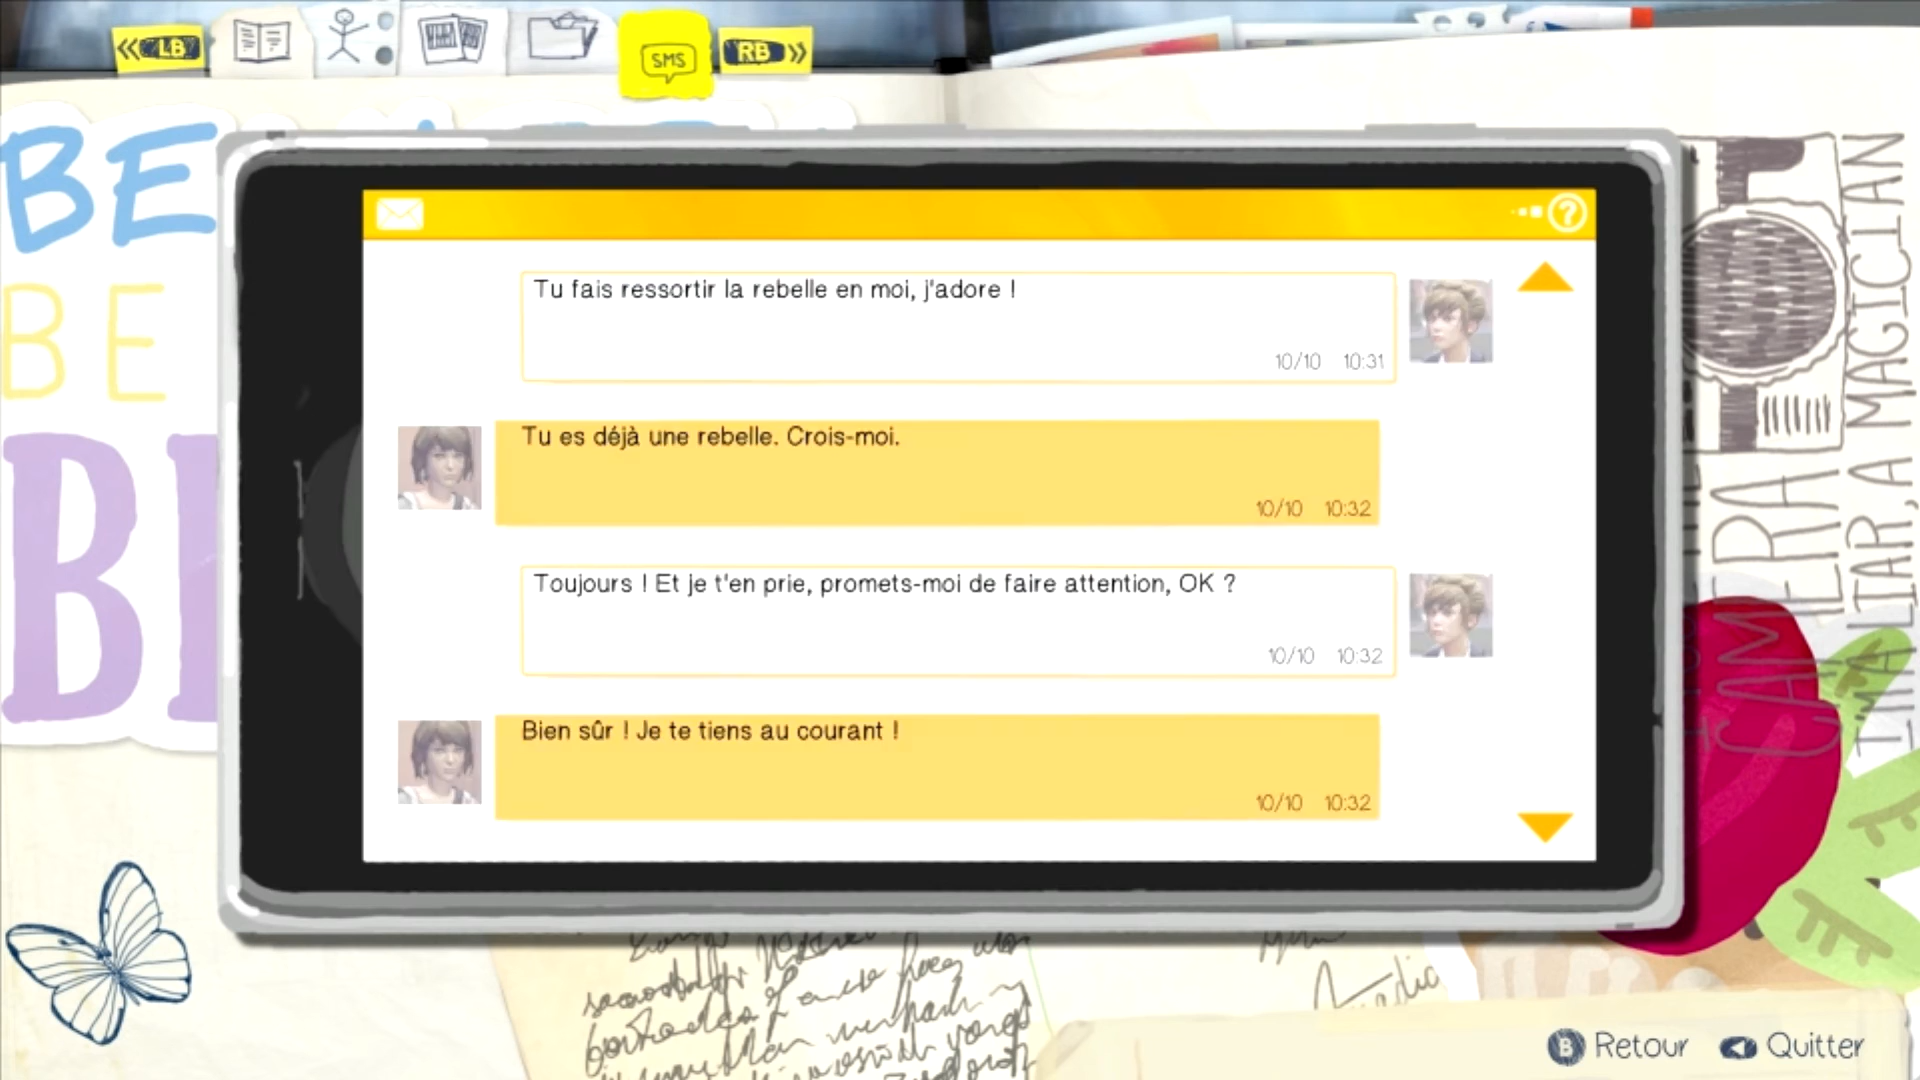 LB
SMS
RB
BE
BE
Tu fais ressortir la rebelle en moi, j'adore !
10/10 10:31
Tu es déjà une rebelle. Crois-moi.
10/10 10:32
Toujours ! Et je t'en prie, promets-moi de faire attention, OK ?
10/10 10:32
Bien sûr ! Je te tiens au courant !
10/10 10:32
CAMERA
I'M A LIAR, A MAGICIAN
B Retour
Quitter